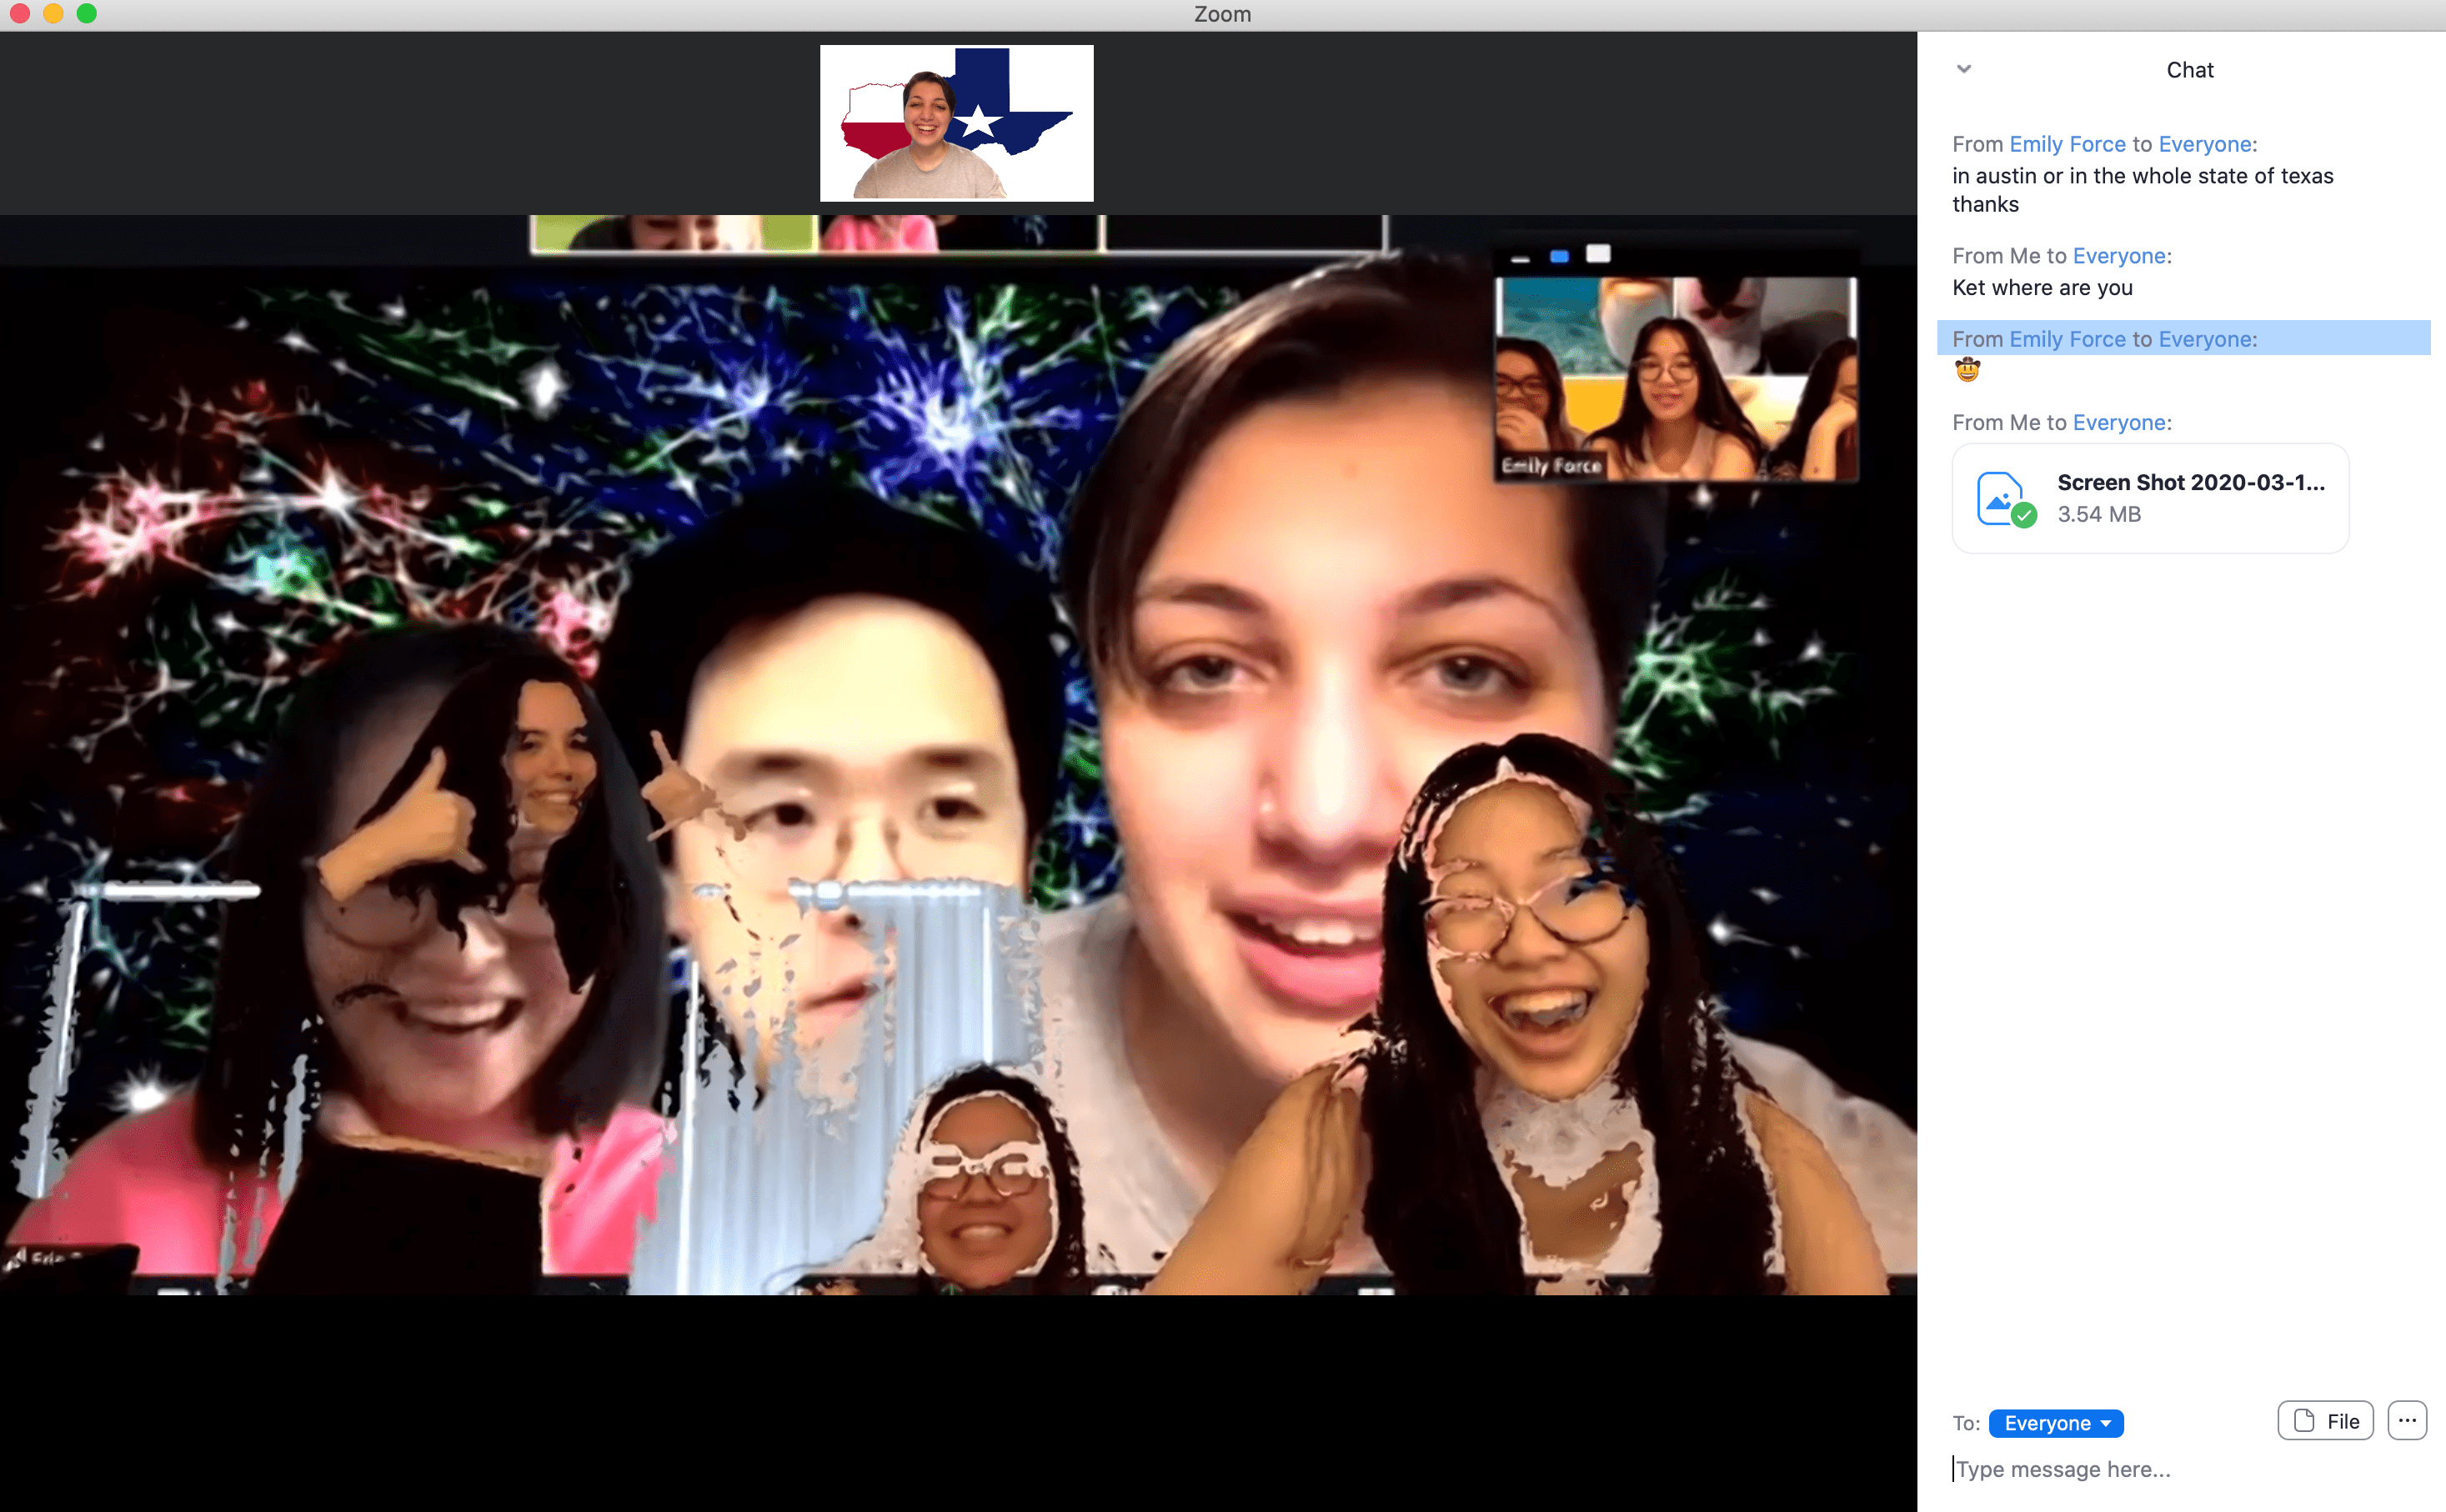 Zoom
Chat
From Emily Force to Everyone:
in austin or in the whole state of texas
thanks
From Me to Everyone:
Ket where are you
From Emily Force to Everyone:
🤠
From Me to Everyone:
Screen Shot 2020-03-1...
3.54 MB
Emily Force
To: Everyone
File
Type message here...